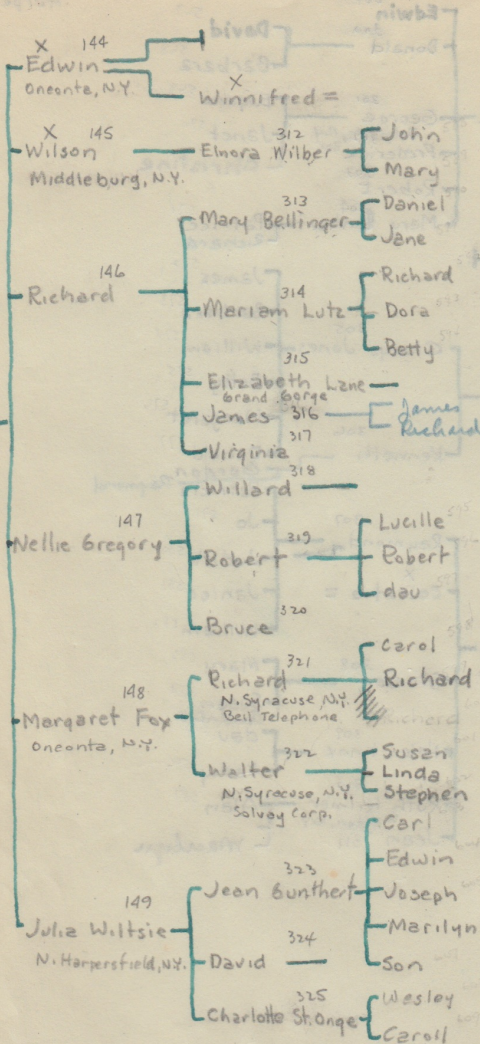 X 144
Edwin
Oneonta, N.Y.
X
Winnifred =
X 145
Wilson
Middleburg, N.Y.
312
Elnora Wilber
John
Mary
146
Richard
313
Mary Bellinger
Daniel
Jane
314
Mariam Lutz
Richard
Dora
Betty
315
Elizabeth Lane
Grand Gorge
James 316
James
Richard
317
Virginia
147
Nellie Gregory
318
Willard
319
Robert
Lucille
Robert
dau
320
Bruce
148
Margaret Fox
Oneonta, N.Y.
321
Richard
N. Syracuse, N.Y.
Bell Telephone
Carol
Richard
322
Walter
N. Syracuse, N.Y.
Solvay Corp.
Susan
Linda
Stephen
149
Julia Wiltsie
N. Harpersfield, N.Y.
323
Jean Gunthert
Carl
Edwin
Joseph
Marilyn
Son
324
David
325
Charlotte St. Onge
Wesley
Caroll